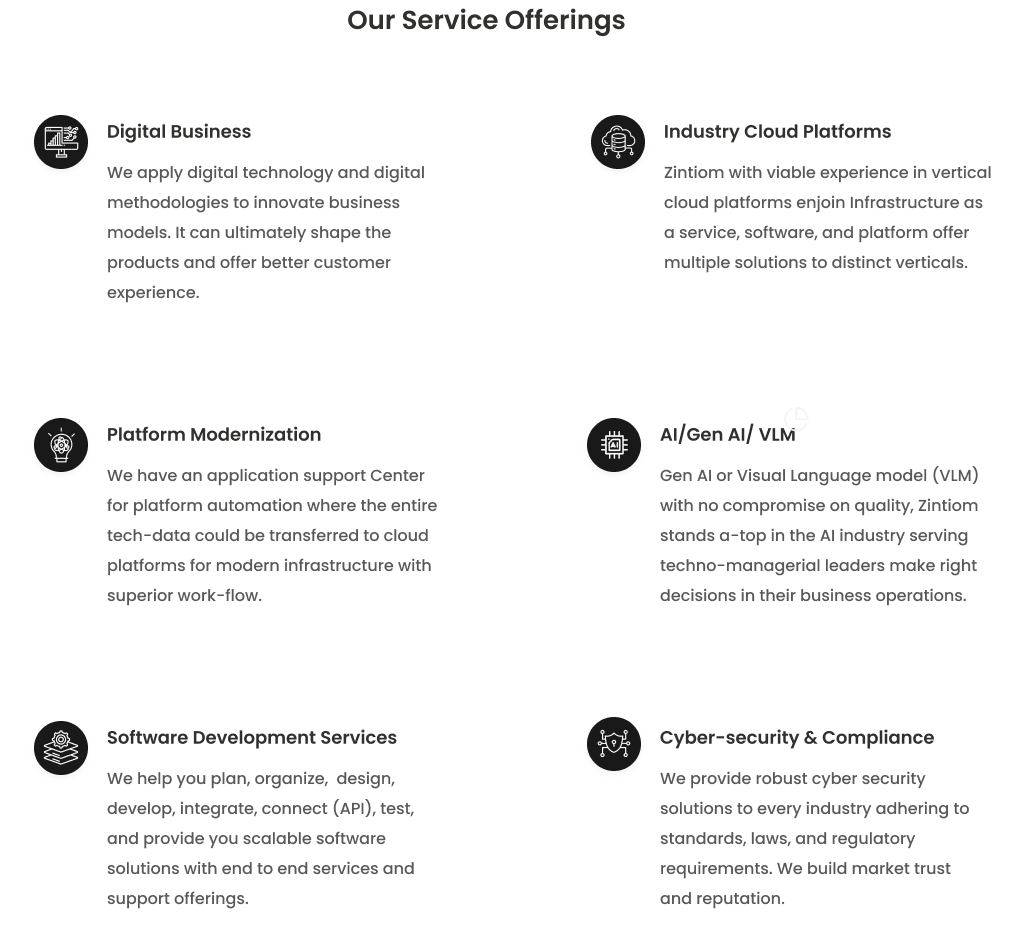 Our Service Offerings
Digital Business
We apply digital technology and digital
methodologies to innovate business
models. It can ultimately shape the
products and offer better customer
experience.
Industry Cloud Platforms
Zintiom with viable experience in vertical
cloud platforms enjoin Infrastructure as
a service, software, and platform offer
multiple solutions to distinct verticals.
Platform Modernization
We have an application support Center
for platform automation where the entire
tech-data could be transferred to cloud
platforms for modern infrastructure with
superior work-flow.
AI/Gen AI/ VLM
Gen AI or Visual Language model (VLM)
with no compromise on quality, Zintiom
stands a-top in the AI industry serving
techno-managerial leaders make right
decisions in their business operations.
Software Development Services
We help you plan, organize,  design,
develop, integrate, connect (API), test,
and provide you scalable software
solutions with end to end services and
support offerings.
Cyber-security & Compliance
We provide robust cyber security
solutions to every industry adhering to
standards, laws, and regulatory
requirements. We build market trust
and reputation.
AI